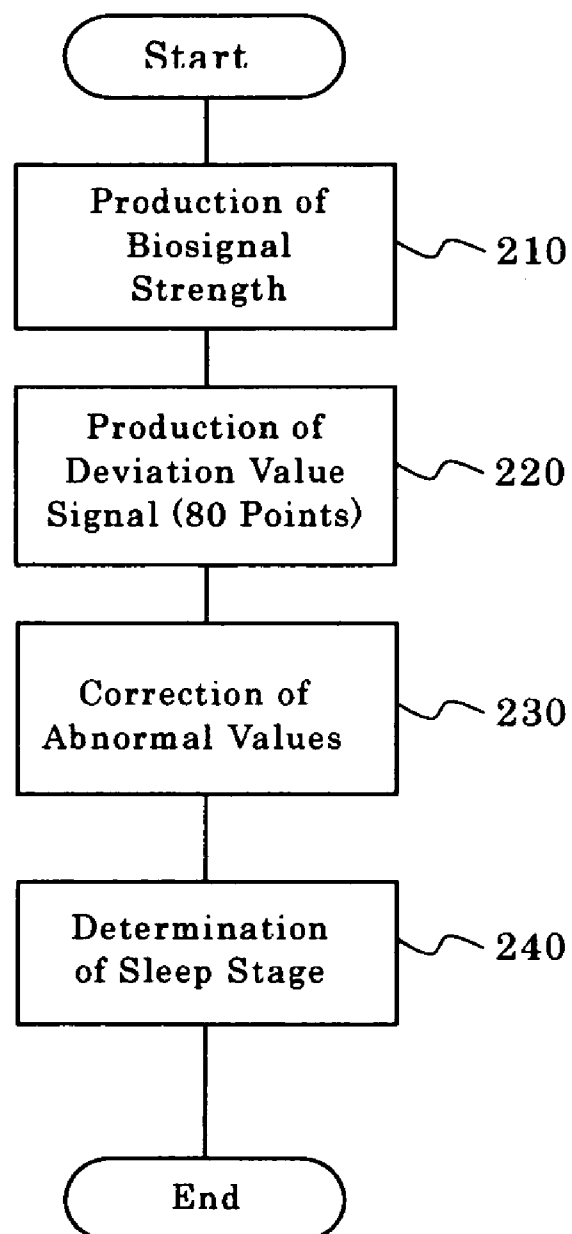 Start
Production of
Biosignal
Strength
210
Production of
Deviation Value
Signal (80 Points)
220
Correction of
Abnormal Values
230
Determination
of Sleep Stage
240
End